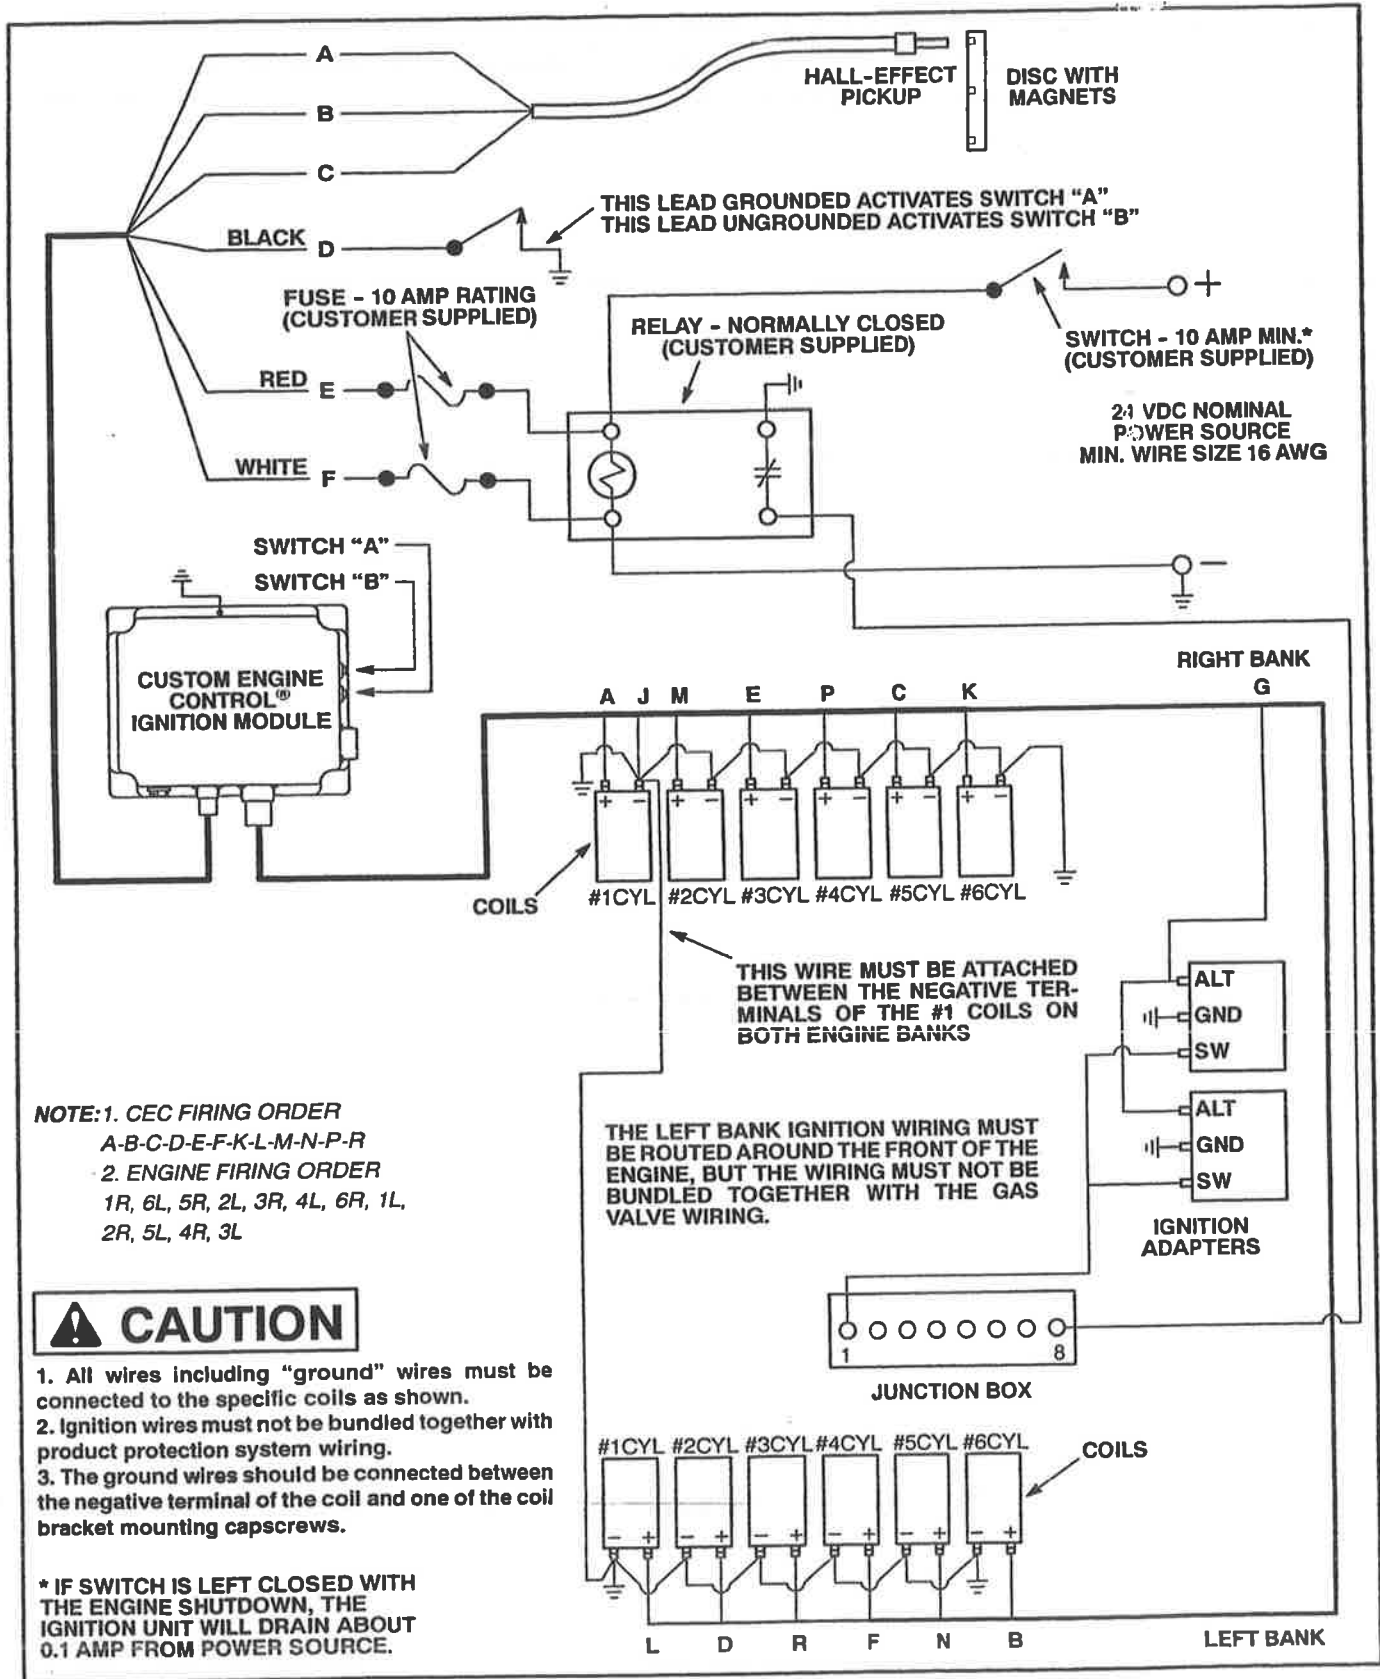 A
B
C
HALL-EFFECT
PICKUP
DISC WITH
MAGNETS
THIS LEAD GROUNDED ACTIVATES SWITCH "A"
THIS LEAD UNGROUNDED ACTIVATES SWITCH "B"
BLACK D
FUSE - 10 AMP RATING
(CUSTOMER SUPPLIED)
RELAY - NORMALLY CLOSED
(CUSTOMER SUPPLIED)
+
SWITCH - 10 AMP MIN.*
(CUSTOMER SUPPLIED)
24 VDC NOMINAL
POWER SOURCE
MIN. WIRE SIZE 16 AWG
RED E
WHITE F
SWITCH "A"
SWITCH "B"
−
CUSTOM ENGINE
CONTROL®
IGNITION MODULE
RIGHT BANK
A J M E P C K G
+ − + − + − + − + − + −
COILS
#1CYL #2CYL #3CYL #4CYL #5CYL #6CYL
THIS WIRE MUST BE ATTACHED
BETWEEN THE NEGATIVE TER-
MINALS OF THE #1 COILS ON
BOTH ENGINE BANKS
ALT
GND
SW
ALT
GND
SW
IGNITION
ADAPTERS
NOTE: 1. CEC FIRING ORDER
A-B-C-D-E-F-K-L-M-N-P-R
2. ENGINE FIRING ORDER
1R, 6L, 5R, 2L, 3R, 4L, 6R, 1L,
2R, 5L, 4R, 3L
THE LEFT BANK IGNITION WIRING MUST
BE ROUTED AROUND THE FRONT OF THE
ENGINE, BUT THE WIRING MUST NOT BE
BUNDLED TOGETHER WITH THE GAS
VALVE WIRING.
1 8
JUNCTION BOX
CAUTION
1. All wires including "ground" wires must be
connected to the specific coils as shown.
2. Ignition wires must not be bundled together with
product protection system wiring.
3. The ground wires should be connected between
the negative terminal of the coil and one of the coil
bracket mounting capscrews.
* IF SWITCH IS LEFT CLOSED WITH
THE ENGINE SHUTDOWN, THE
IGNITION UNIT WILL DRAIN ABOUT
0.1 AMP FROM POWER SOURCE.
#1CYL #2CYL #3CYL #4CYL #5CYL #6CYL
COILS
− + − + − + − + − + − +
L D R F N B
LEFT BANK